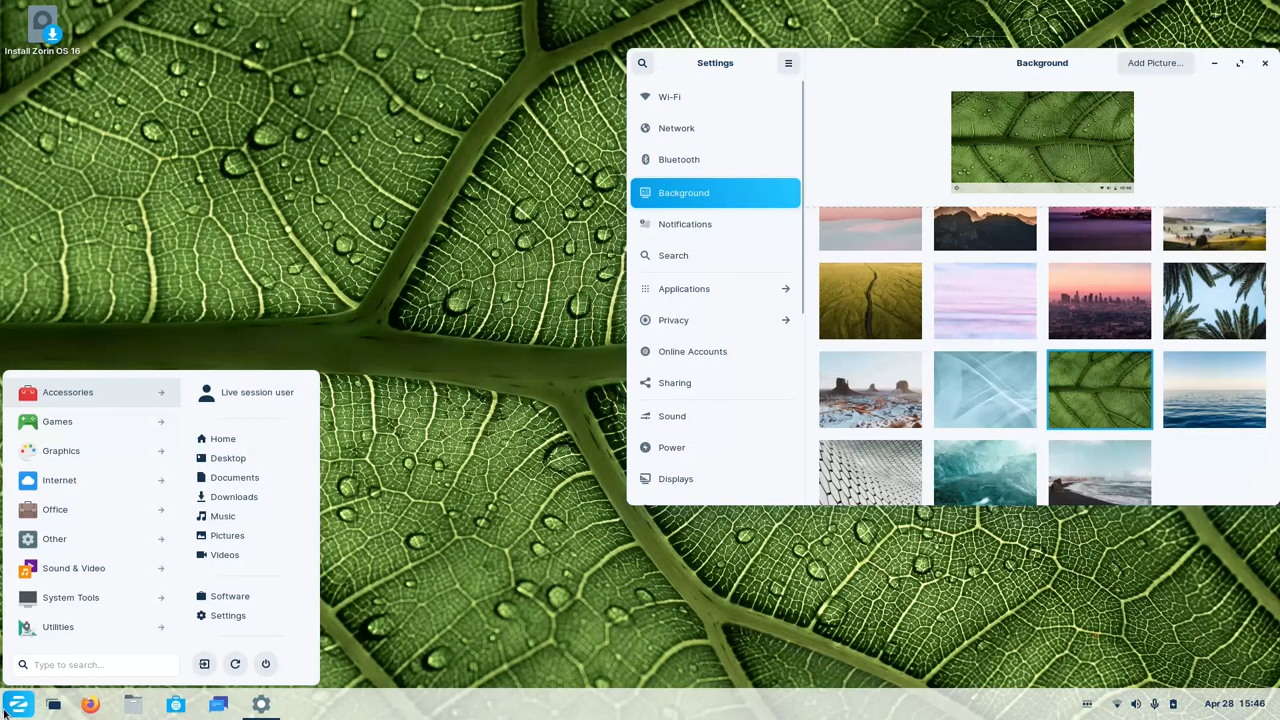 Install Zorin OS 16
Settings
Background
Add Picture...
Wi-Fi
Network
Bluetooth
Background
Notifications
Search
Applications
Privacy
Online Accounts
Sharing
Sound
Power
Displays
Accessories
Games
Graphics
Internet
Office
Other
Sound & Video
System Tools
Utilities
Type to search...
Live session user
Home
Desktop
Documents
Downloads
Music
Pictures
Videos
Software
Settings
Apr 28 15:46